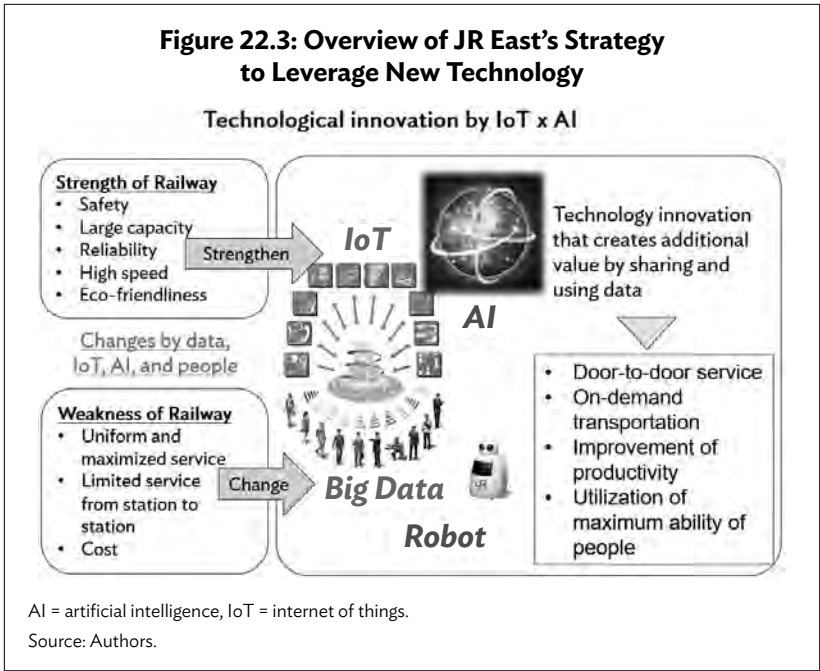 Figure 22.3: Overview of JR East's Strategy
to Leverage New Technology
Technological innovation by IoT x AI
Strength of Railway
• Safety
• Large capacity
• Reliability
• High speed
• Eco-friendliness
Strengthen
Changes by data,
IoT, AI, and people
Weakness of Railway
• Uniform and
maximized service
• Limited service
from station to
station
• Cost
Change
IoT
AI
Big Data
Robot
JR
Technology innovation
that creates additional
value by sharing and
using data
• Door-to-door service
• On-demand
transportation
• Improvement of
productivity
• Utilization of
maximum ability of
people
AI = artificial intelligence, IoT = internet of things.
Source: Authors.